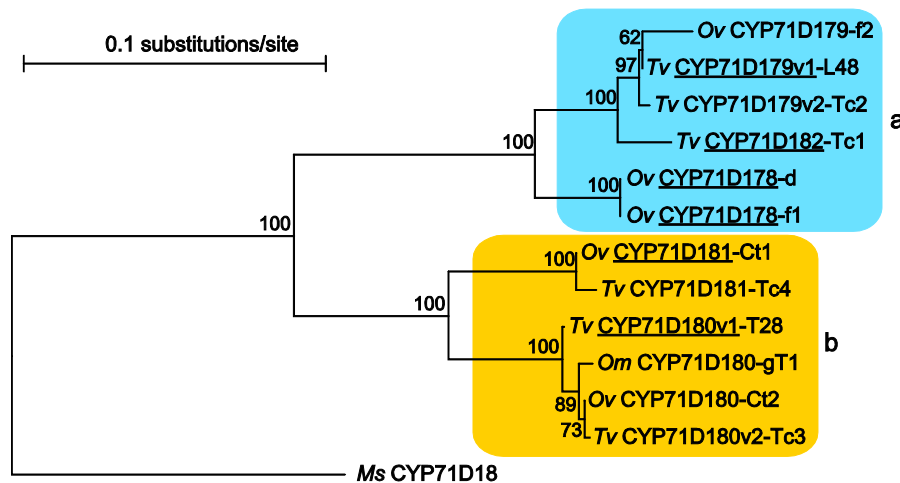 0.1 substitutions/site
62
Ov CYP71D179-f2
97
Tv CYP71D179v1-L48
100
Tv CYP71D179v2-Tc2
a
100
Tv CYP71D182-Tc1
100
Ov CYP71D178-d
Ov CYP71D178-f1
100
100
Ov CYP71D181-Ct1
Tv CYP71D181-Tc4
100
Tv CYP71D180v1-T28
b
100
Om CYP71D180-gT1
89
Ov CYP71D180-Ct2
73
Tv CYP71D180v2-Tc3
Ms CYP71D18